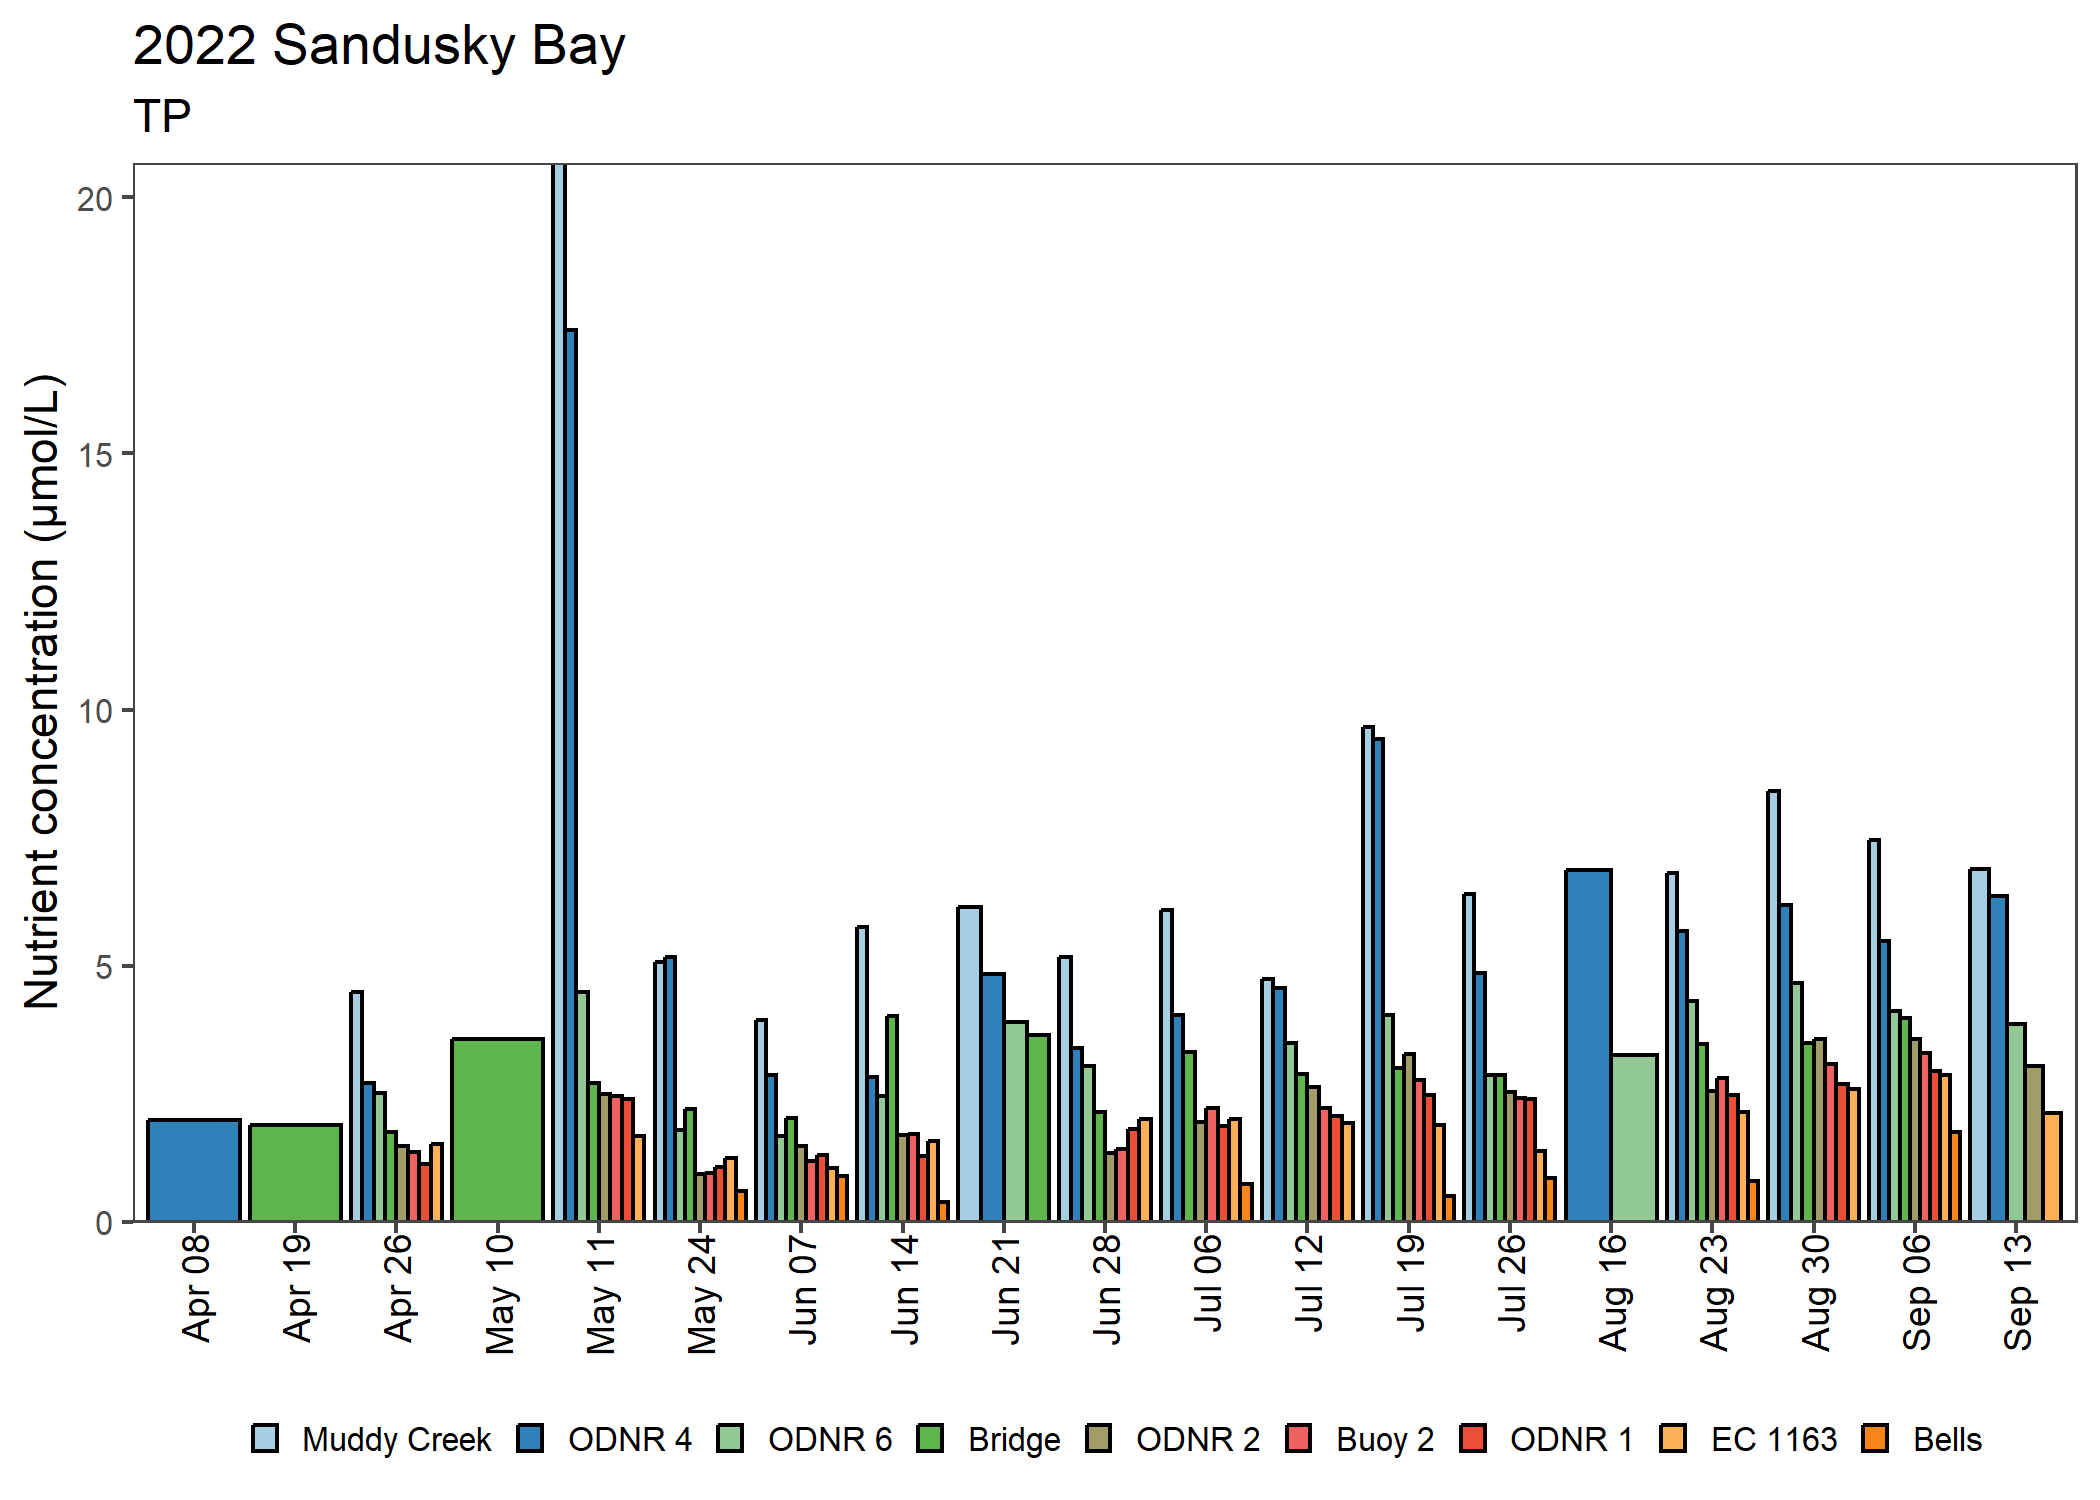 2022 Sandusky Bay
TP
Nutrient concentration (µmol/L)
20
15
10
5
0
Apr 08
Apr 19
Apr 26
May 10
May 11
May 24
Jun 07
Jun 14
Jun 21
Jun 28
Jul 06
Jul 12
Jul 19
Jul 26
Aug 16
Aug 23
Aug 30
Sep 06
Sep 13
Muddy Creek ODNR 4 ODNR 6 Bridge ODNR 2 Buoy 2 ODNR 1 EC 1163 Bells